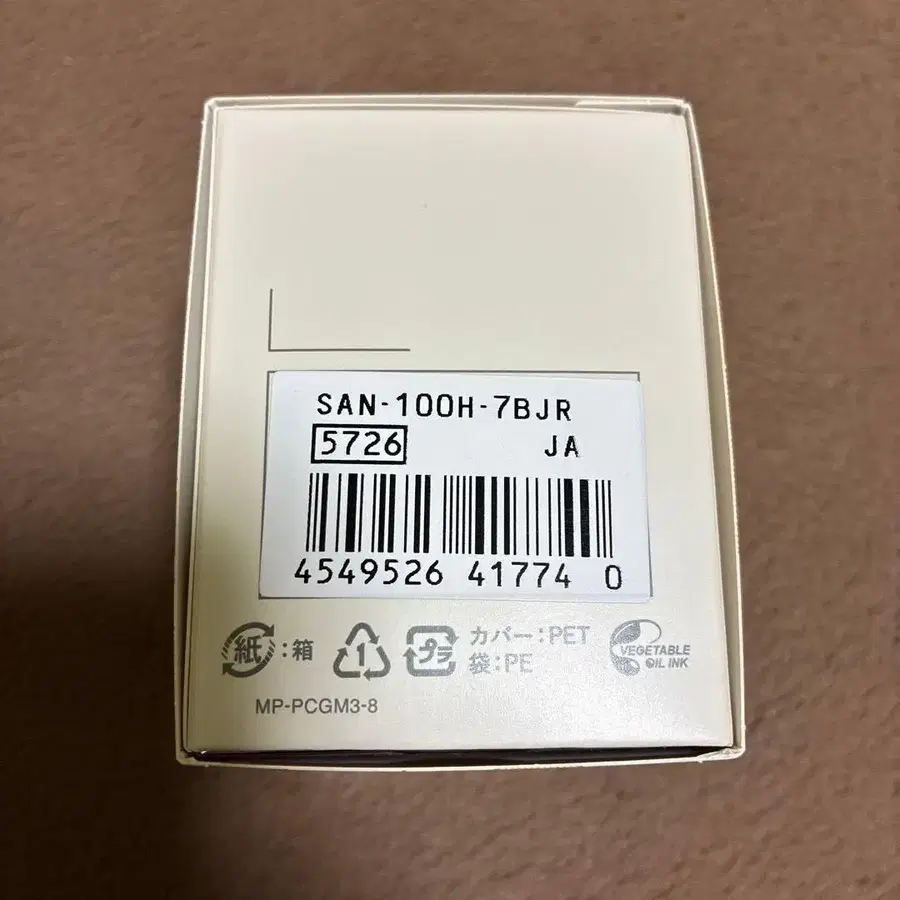 SAN-100H-7BJR
5726 JA
4549526 41774 0
紙:箱
1
プラ
カバー:PET
袋:PE
VEGETABLE
OIL INK
MP-PCGM3-8